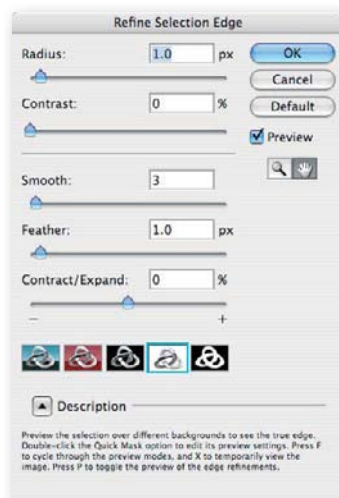 Refine Selection Edge
Radius: 1.0 px OK
Cancel
Contrast: 0 % Default
Preview
Smooth: 3
Feather: 1.0 px
Contract/Expand: 0 %
− +
Description
Preview the selection over different backgrounds to see the true edge.
Double-click the Quick Mask option to edit its preview settings. Press F
to cycle through the preview modes, and X to temporarily view the
image. Press P to toggle the preview of the edge refinements.